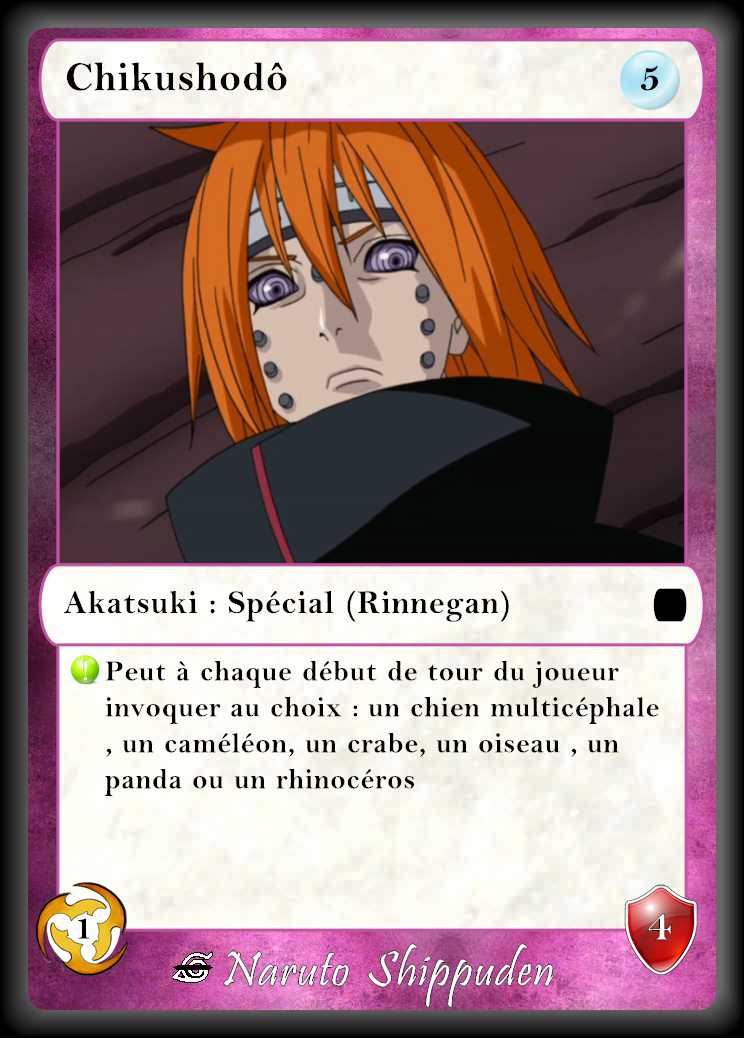 Chikushodô
5
Akatsuki : Spécial (Rinnegan)
! Peut à chaque début de tour du joueur
invoquer au choix : un chien multicéphale
, un caméléon, un crabe, un oiseau , un
panda ou un rhinocéros
1
4
Naruto Shippuden